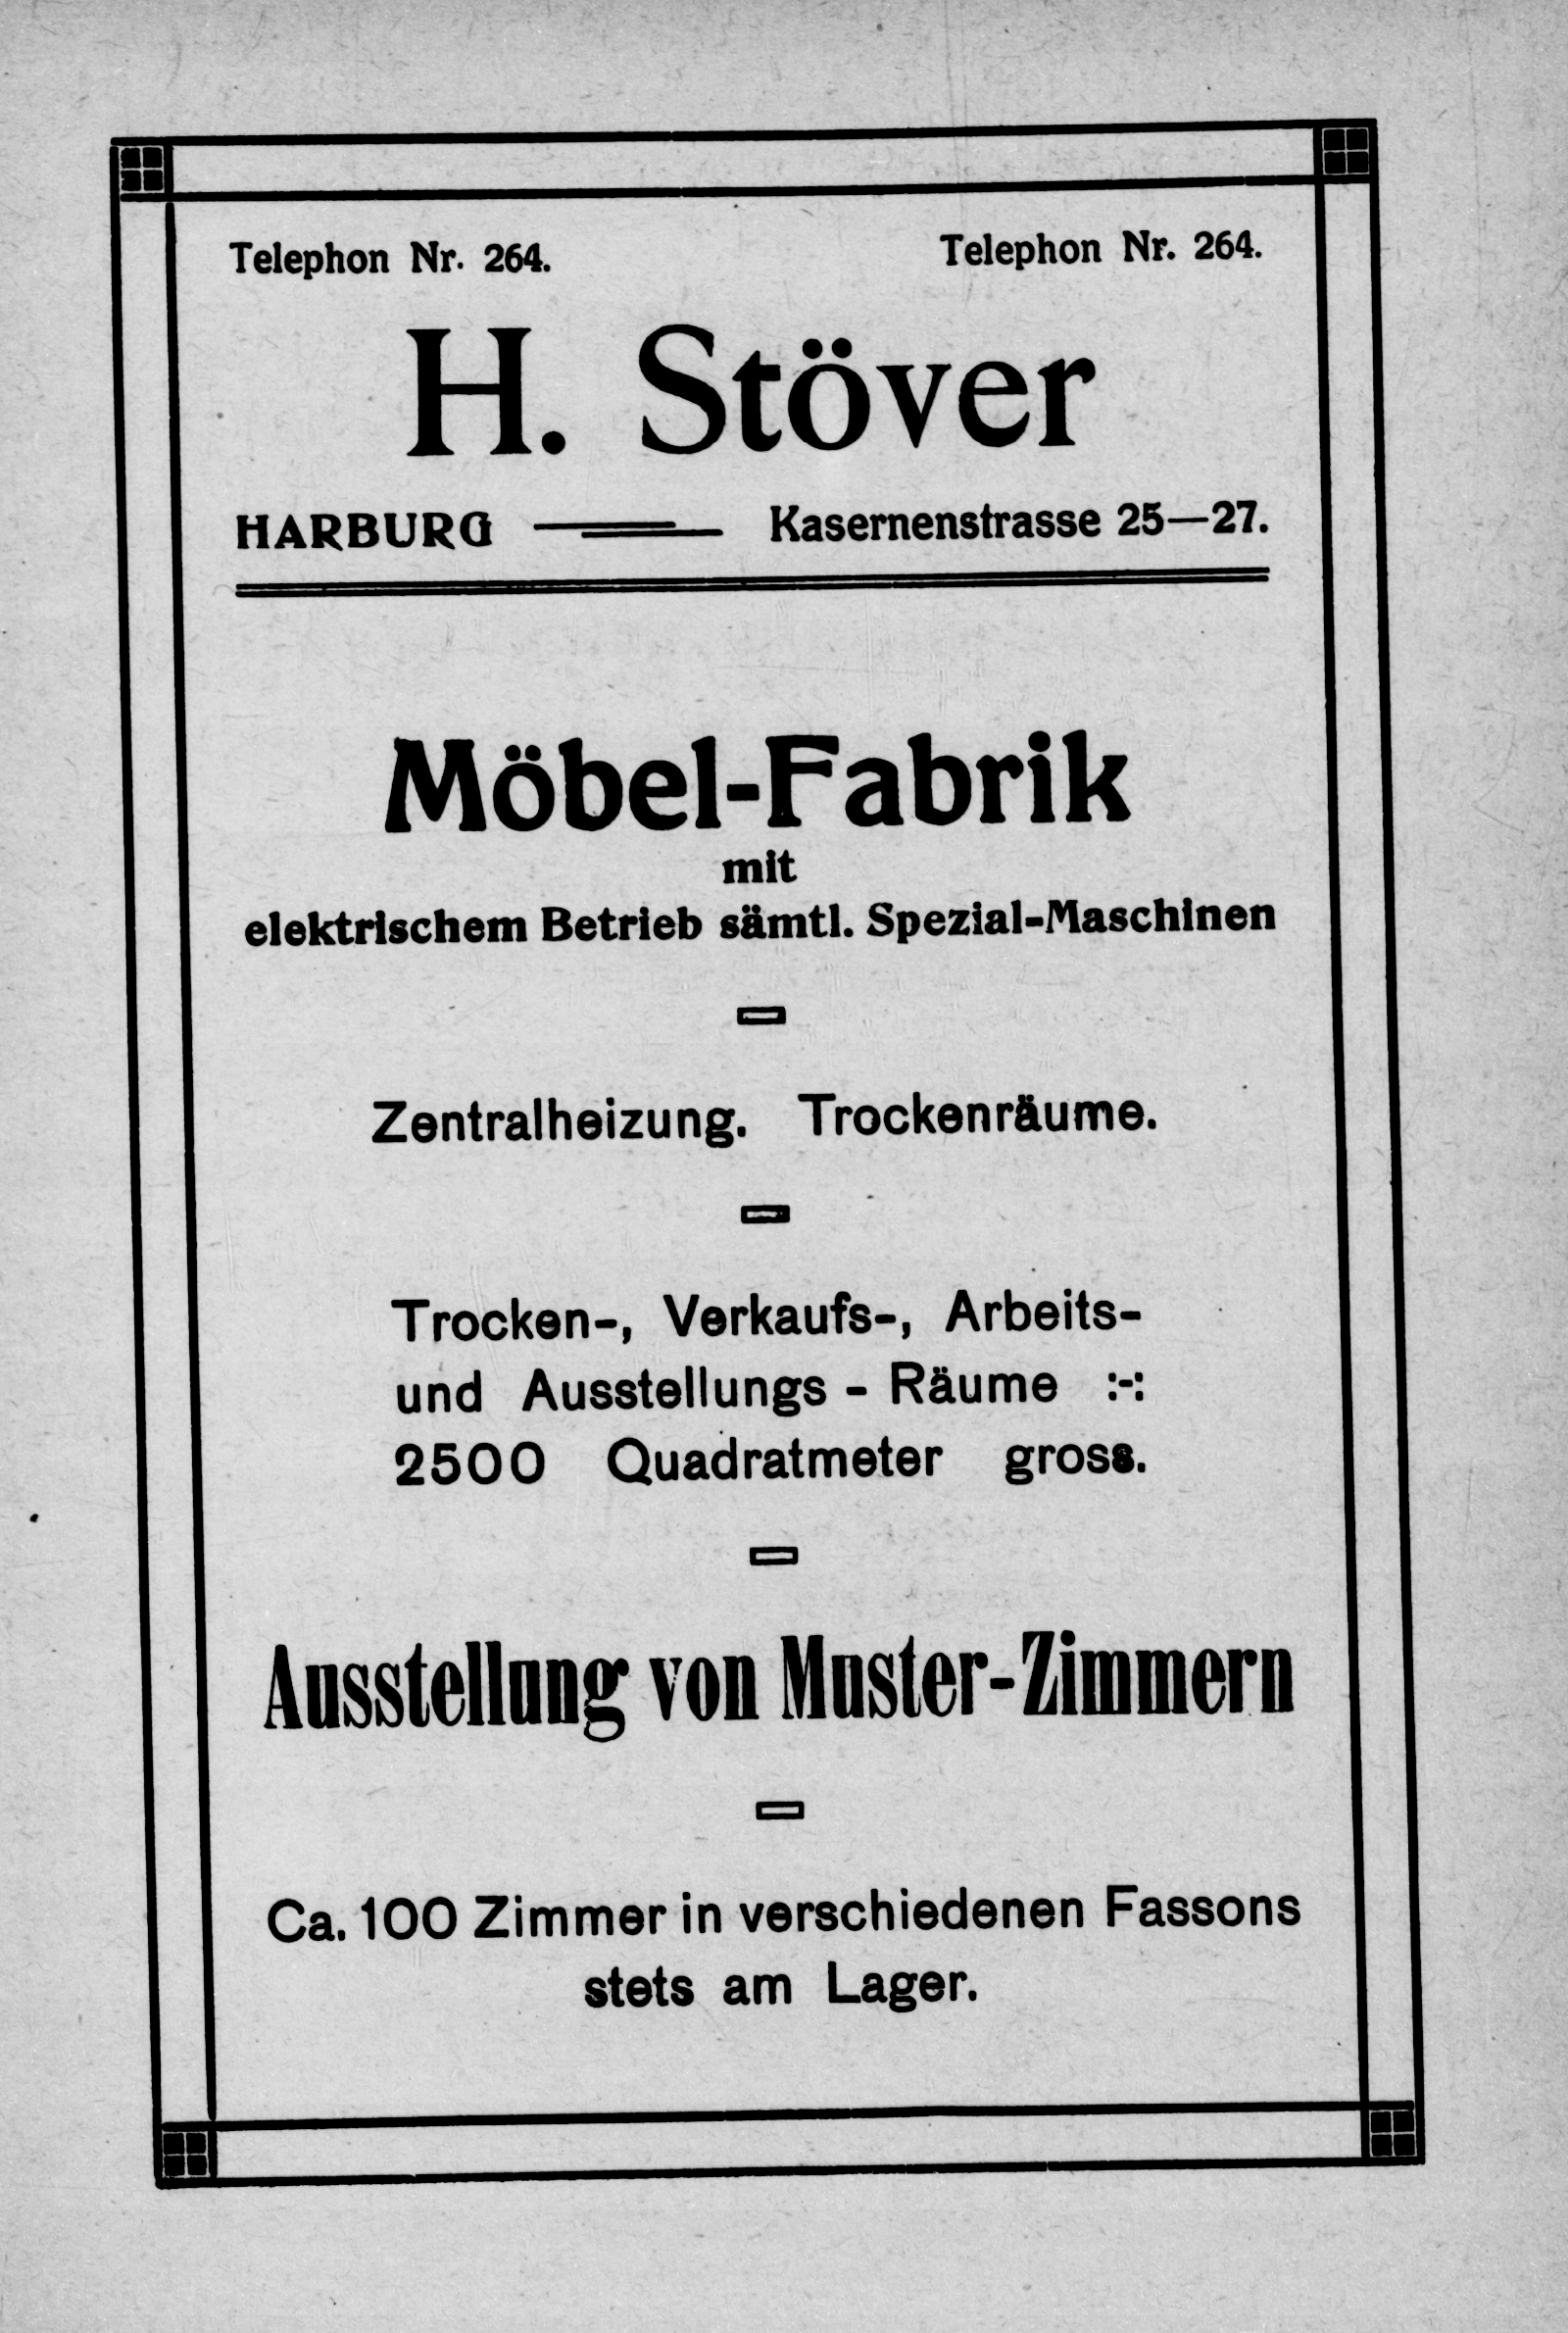 Telephon Nr. 264. Telephon Nr. 264.
H. Stöver
HARBURG Kasernenstrasse 25—27.
Möbel-Fabrik
mit
elektrischem Betrieb sämtl. Spezial-Maschinen
Zentralheizung. Trockenräume.
Trocken-, Verkaufs-, Arbeits-
und Ausstellungs - Räume :-:
2500 Quadratmeter gross.
Ausstellung von Muster-Zimmern
Ca. 100 Zimmer in verschiedenen Fassons
stets am Lager.